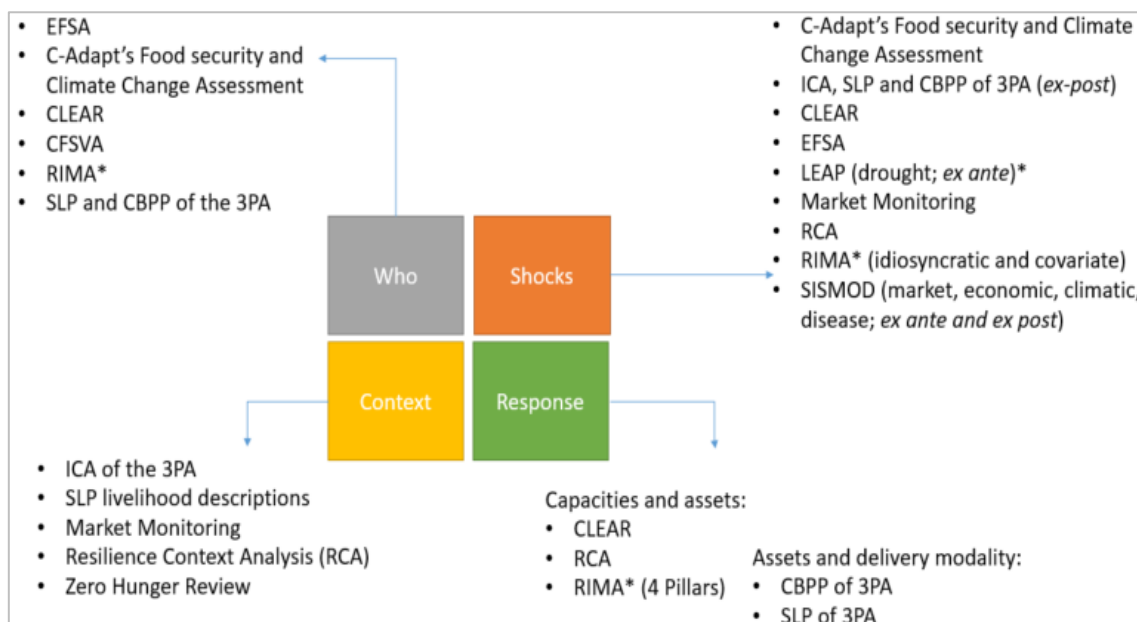 • EFSA
• C-Adapt's Food security and
Climate Change Assessment
• CLEAR
• CFSVA
• RIMA*
• SLP and CBPP of the 3PA
• C-Adapt's Food security and Climate
Change Assessment
• ICA, SLP and CBPP of 3PA (ex-post)
• CLEAR
• EFSA
• LEAP (drought; ex ante)*
• Market Monitoring
• RCA
• RIMA* (idiosyncratic and covariate)
• SISMOD (market, economic, climatic,
disease; ex ante and ex post)
Who
Shocks
Context
Response
• ICA of the 3PA
• SLP livelihood descriptions
• Market Monitoring
• Resilience Context Analysis (RCA)
• Zero Hunger Review
Capacities and assets:
• CLEAR
• RCA
• RIMA* (4 Pillars)
Assets and delivery modality:
• CBPP of 3PA
• SLP of 3PA